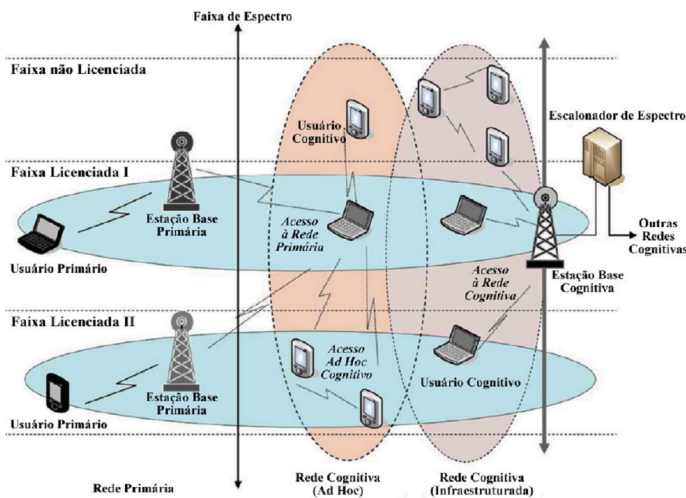 Faixa de Espectro
Faixa não Licenciada
Usuário
Cognitivo
Escalonador de Espectro
Faixa Licenciada I
Estação Base
Primária
Acesso
à Rede
Primária
Usuário Primário
Outras
Redes
Cognitivas
Acesso
à Rede
Cognitiva
Estação Base
Cognitiva
Faixa Licenciada II
Acesso
Ad Hoc
Cognitivo
Usuário Cognitivo
Estação Base
Primária
Usuário Primário
Rede Primária
Rede Cognitiva
(Ad Hoc)
Rede Cognitiva
(Infraestruturada)